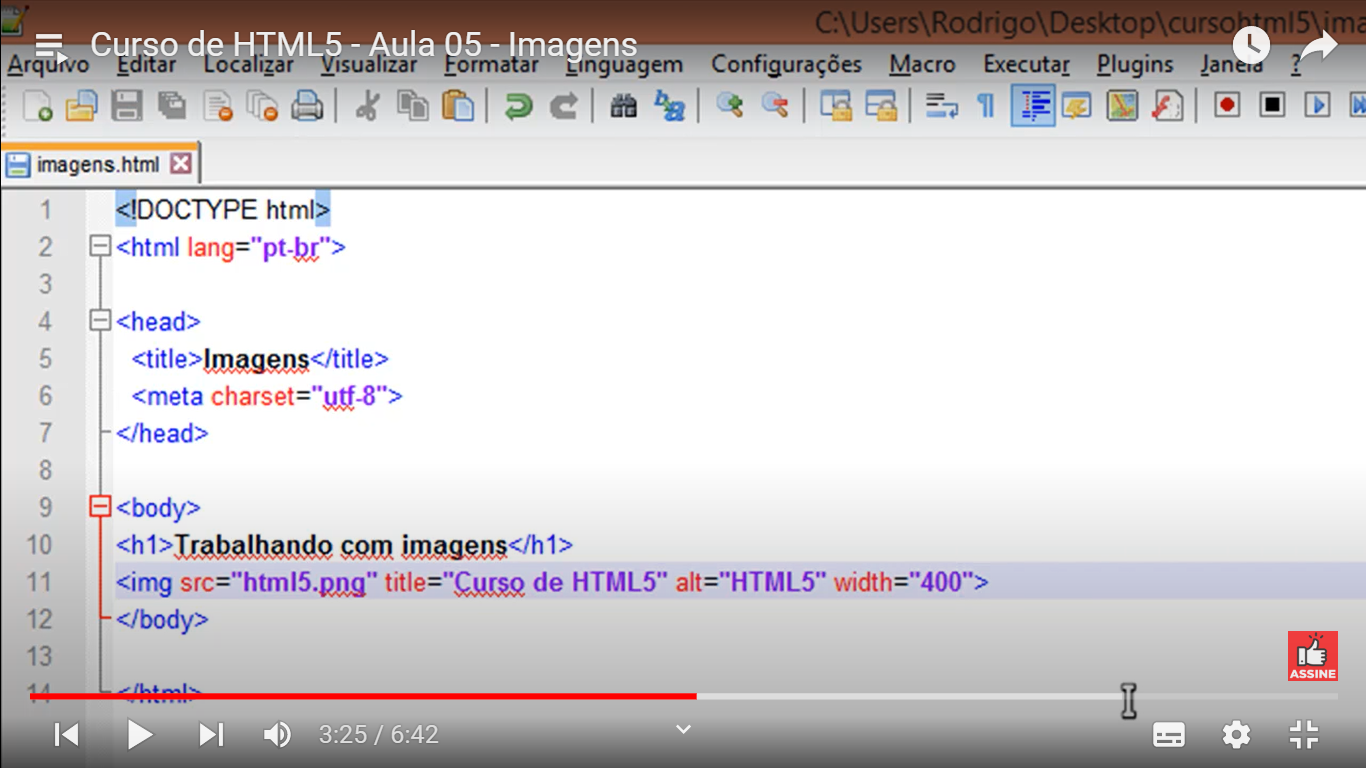 C:\Users\Rodrigo\Desktop\cursohtml5\ima
Curso de HTML5 - Aula 05 - Imagens
Arquivo Editar Localizar Visualizar Formatar Linguagem Configurações Macro Executar Plugins Janela ?
imagens.html
1 <!DOCTYPE html>
2 <html lang="pt-br">
3
4 <head>
5 <title>Imagens</title>
6 <meta charset="utf-8">
7 </head>
8
9 <body>
10 <h1>Trabalhando com imagens</h1>
11 <img src="html5.png" title="Curso de HTML5" alt="HTML5" width="400">
12 </body>
13
14 </html>
ASSINE
3:25 / 6:42